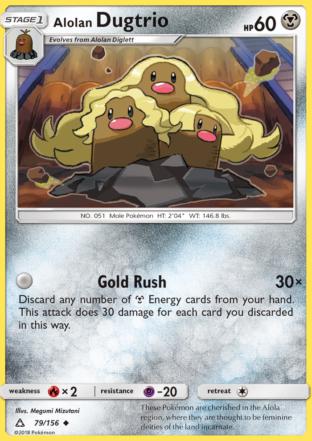 STAGE 1 Alolan Dugtrio HP60
Evolves from Alolan Diglett
NO. 051 Mole Pokémon HT: 2'04" WT: 146.8 lbs.
Gold Rush 30×
Discard any number of Energy cards from your hand.
This attack does 30 damage for each card you discarded
in this way.
weakness ×2 resistance -20 retreat
Illus. Megumi Mizutani
79/156
©2018 Pokémon
These Pokémon are cherished in the Alola
region, where they are thought to be feminine
deities of the land incarnate.